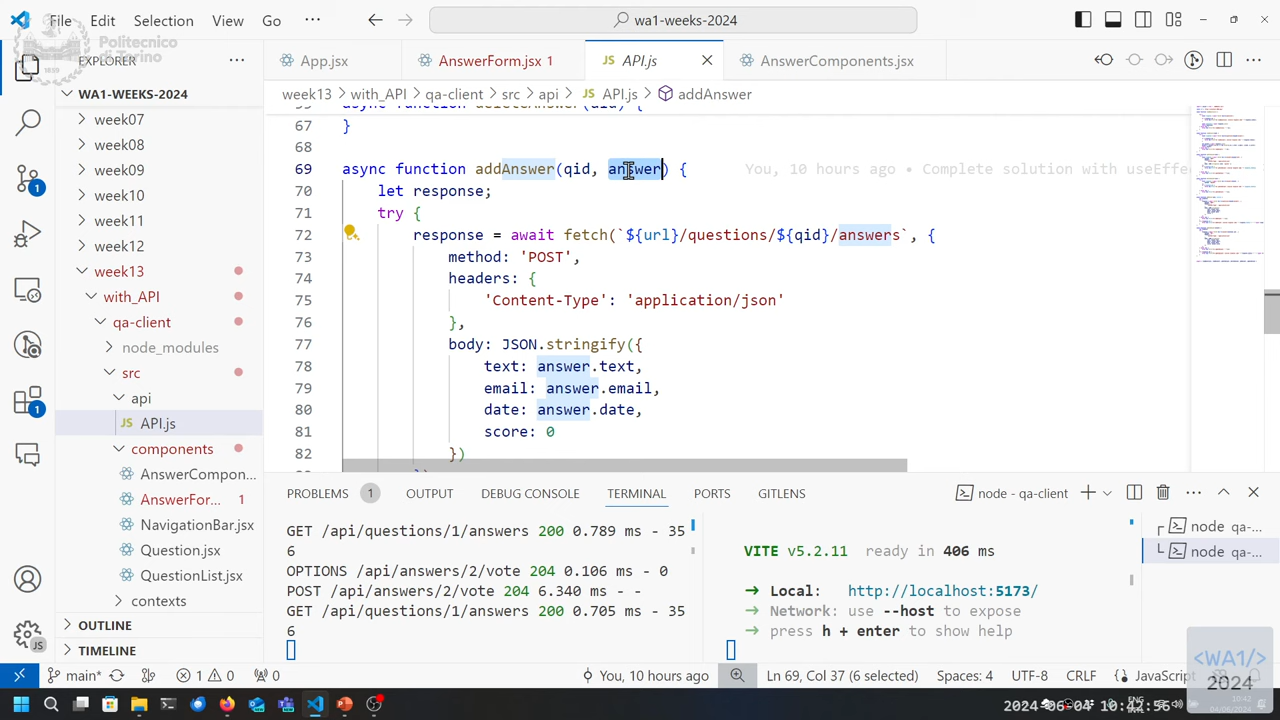 File Edit Selection View Go ··· wa1-weeks-2024
Politecnico
di Torino
EXPLORER ···
App.jsx AnswerForm.jsx 1 JS API.js AnswerComponents.jsx
WA1-WEEKS-2024
week13 > with_API > qa-client > src > api > JS API.js > addAnswer
week07
week08
week09
week10
week11
week12
week13
with_API
qa-client
node_modules
src
api
JS API.js
components
AnswerCompon...
AnswerFor... 1
NavigationBar.jsx
Question.jsx
QuestionList.jsx
contexts
OUTLINE
TIMELINE
67 }
68
69 async function addAnswer(qid, answer) {
70 let response;
71 try {
72 response = await fetch(`${url}/questions/${qid}/answers`, {
73 method: 'POST',
74 headers: {
75 'Content-Type': 'application/json'
76 },
77 body: JSON.stringify({
78 text: answer.text,
79 email: answer.email,
80 date: answer.date,
81 score: 0
82 })
PROBLEMS 1 OUTPUT DEBUG CONSOLE TERMINAL PORTS GITLENS node - qa-client
GET /api/questions/1/answers 200 0.789 ms - 35
6
OPTIONS /api/answers/2/vote 204 0.106 ms - 0
POST /api/answers/2/vote 204 6.340 ms - -
GET /api/questions/1/answers 200 0.705 ms - 35
6
VITE v5.2.11 ready in 406 ms
➜ Local: http://localhost:5173/
➜ Network: use --host to expose
➜ press h + enter to show help
node qa-...
node qa-...
main* 1 0 0 You, 10 hours ago Ln 69, Col 37 (6 selected) Spaces: 4 UTF-8 CRLF JavaScript
<WA1/>
2024